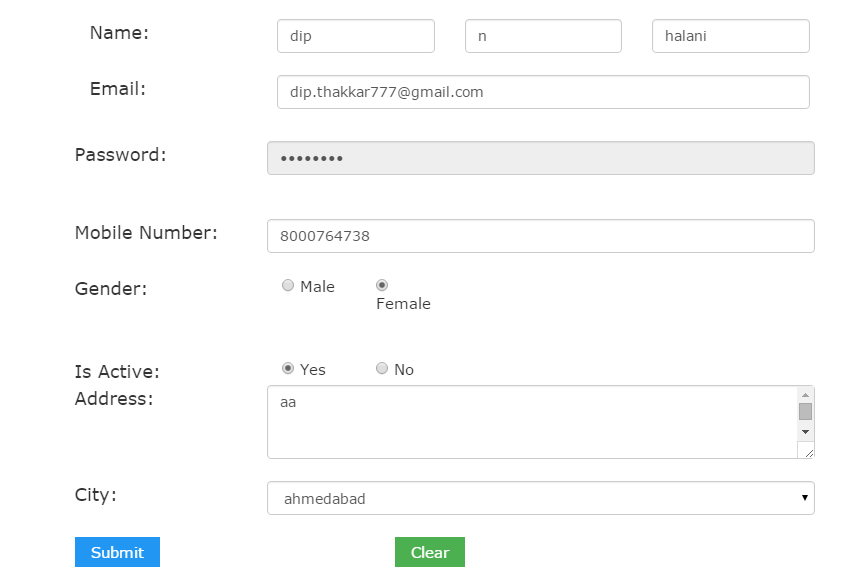 Name: dip n halani
Email: dip.thakkar777@gmail.com
Password: ••••••••
Mobile Number: 8000764738
Gender: Male Female
Is Active: Yes No
Address: aa
City: ahmedabad
Submit Clear